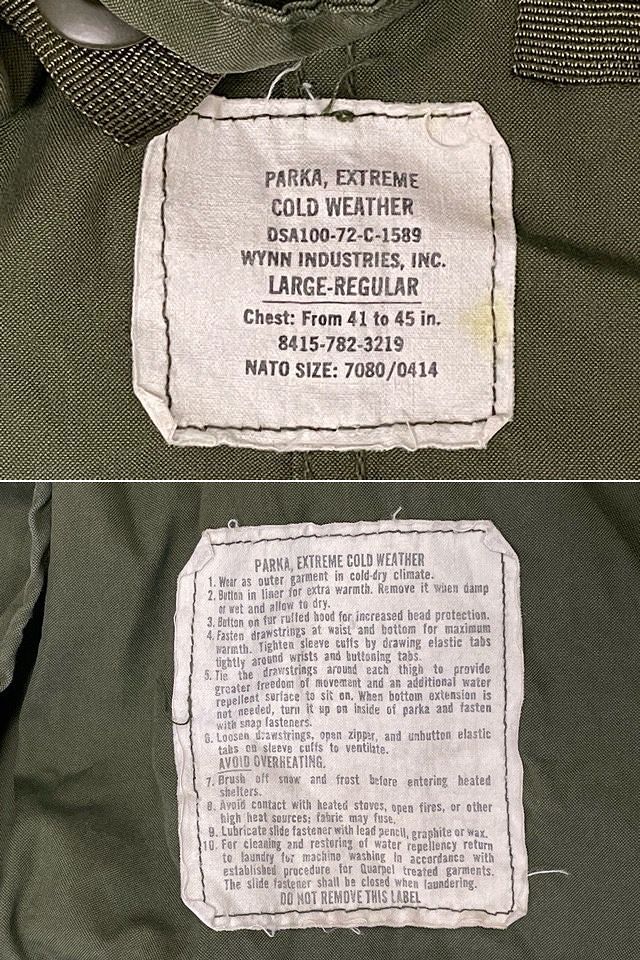 PARKA, EXTREME
COLD WEATHER
DSA100-72-C-1589
WYNN INDUSTRIES, INC.
LARGE-REGULAR
Chest: From 41 to 45 in.
8415-782-3219
NATO SIZE: 7080/0414
PARKA, EXTREME COLD WEATHER
1. Wear as outer garment in cold-dry climate.
2. Button in liner for extra warmth. Remove it when damp
or wet and allow to dry.
3. Button on fur ruffed hood for increased head protection.
4. Fasten drawstrings at waist and bottom for maximum
warmth. Tighten sleeve cuffs by drawing elastic tabs
tightly around wrists and buttoning tabs.
5. Tie the drawstrings around each thigh to provide
greater freedom of movement and an additional water
repellent surface to sit on. When bottom extension is
not needed, turn it up on inside of parka and fasten
with snap fasteners.
6. Loosen drawstrings, open zipper, and unbutton elastic
tabs on sleeve cuffs to ventilate.
AVOID OVERHEATING.
7. Brush off snow and frost before entering heated
shelters.
8. Avoid contact with heated stoves, open fires, or other
high heat sources; fabric may fuse.
9. Lubricate slide fastener with lead pencil, graphite or wax.
10. For cleaning and restoring of water repellency return
to laundry for machine washing in accordance with
established procedure for Quarpel treated garments.
The slide fastener shall be closed when laundering.
DO NOT REMOVE THIS LABEL